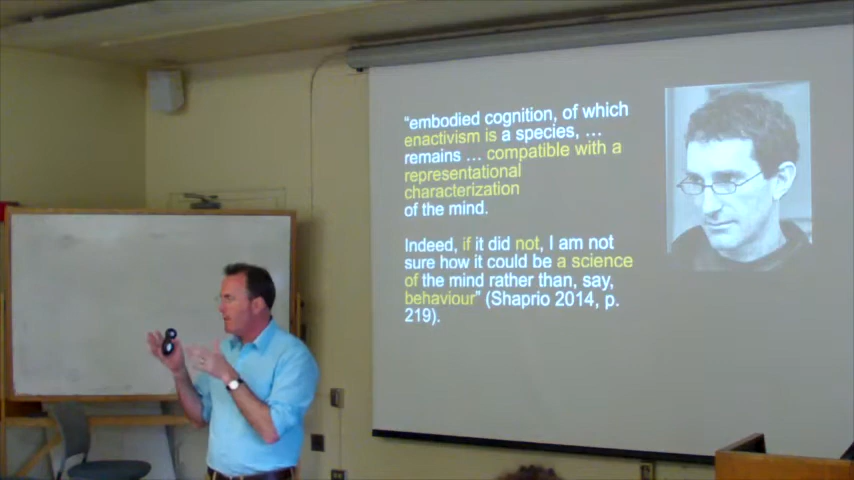 “embodied cognition, of which
enactivism is a species, ...
remains ... compatible with a
representational
characterization
of the mind.
Indeed, if it did not, I am not
sure how it could be a science
of the mind rather than, say,
behaviour” (Shaprio 2014, p.
219).